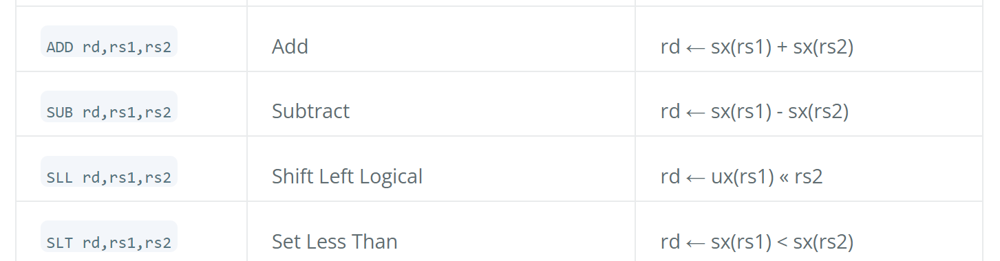 ADD rd,rs1,rs2 Add rd ← sx(rs1) + sx(rs2)
SUB rd,rs1,rs2 Subtract rd ← sx(rs1) - sx(rs2)
SLL rd,rs1,rs2 Shift Left Logical rd ← ux(rs1) « rs2
SLT rd,rs1,rs2 Set Less Than rd ← sx(rs1) < sx(rs2)